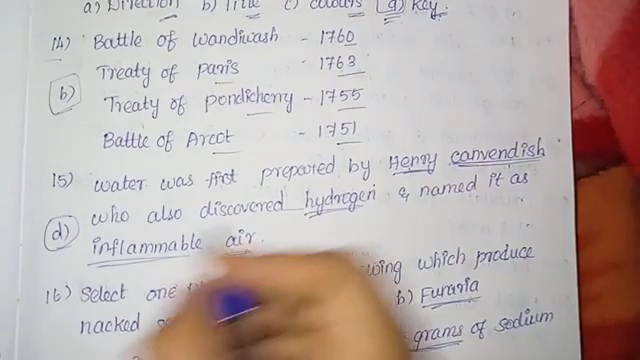 a) Direction b) Title c) Colours d) Key.
14) Battle of wandiwash - 1760
Treaty of paris - 1763
b) Treaty of pondicherry - 1755
Battle of Arcot - 1751
15) water was first prepared by Henry canvendish
who also discovered hydrogen & named it as
d) inflammable air.
16) Select one wing which produce
nacked b) Furaria
grams of sodium